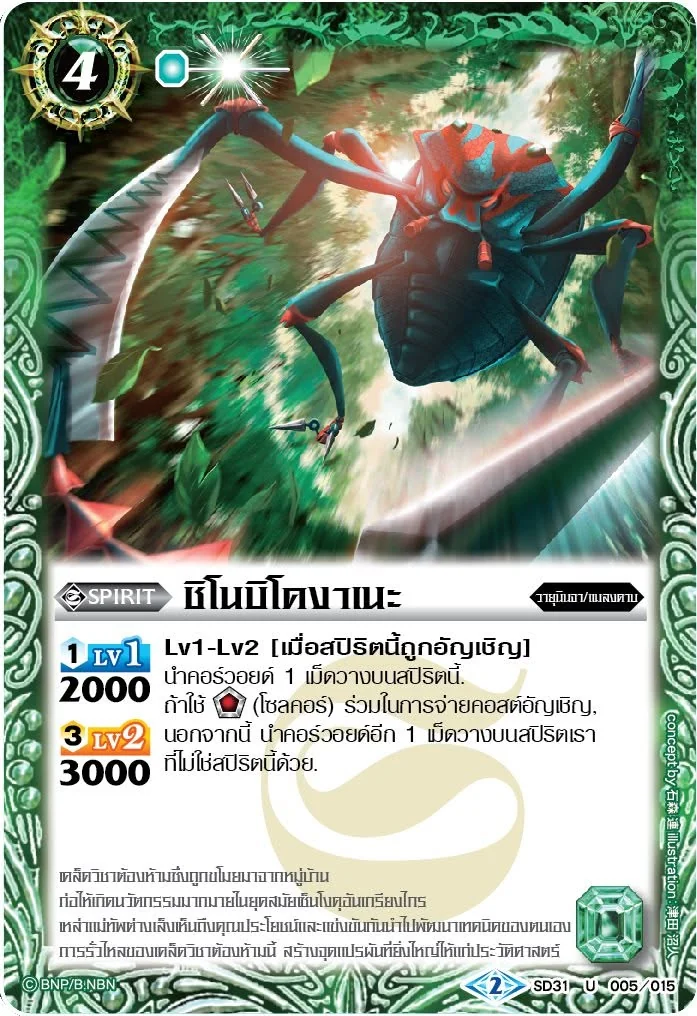 4
SPIRIT ชิโนบิโคงาเนะ วายุนินจา/แมลงดาบ
1 LV1
2000
3 LV2
3000
Lv1-Lv2 [เมื่อสปิริตนี้ถูกอัญเชิญ]
นำคอร์วอยด์ 1 เม็ดวางบนสปิริตนี้.
ถ้าใช้ (โซลคอร์) ร่วมในการจ่ายคอสต์อัญเชิญ,
นอกจากนี้ นำคอร์วอยด์อีก 1 เม็ดวางบนสปิริตเรา
ที่ไม่ใช่สปิริตนี้ด้วย.
เคล็ดวิชาต้องห้ามซึ่งถูกขโมยมาจากหมู่บ้าน
ก่อให้เกิดนวัตกรรมมากมายในยุคสมัยเซ็นโงคุอันเกรียงไกร
เหล่าแม่ทัพต่างเล็งเห็นถึงคุณประโยชน์และแข่งขันกันนำไปพัฒนาเทคนิคของตนเอง
การรั่วไหลของเคล็ดวิชาต้องห้ามนี้ สร้างจุดแปรผันที่ยิ่งใหญ่ให้แก่ประวัติศาสตร์
concept by 石森 連 illustration : 津田 沼人
©BNP/B,NBN
2 SD31 U 005/015